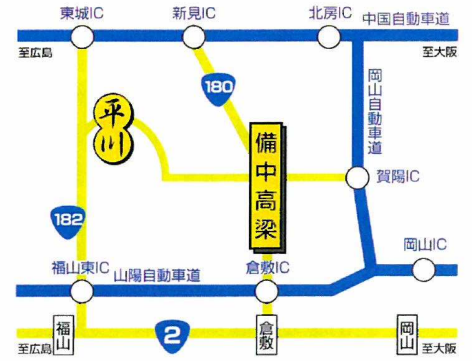 東城IC
新見IC
北房IC
中国自動車道
至広島
至大阪
180
岡山自動車道
平川
備中高梁
賀陽IC
182
岡山IC
福山東IC
山陽自動車道
倉敷IC
至広島
福山
2
倉敷
岡山
至大阪